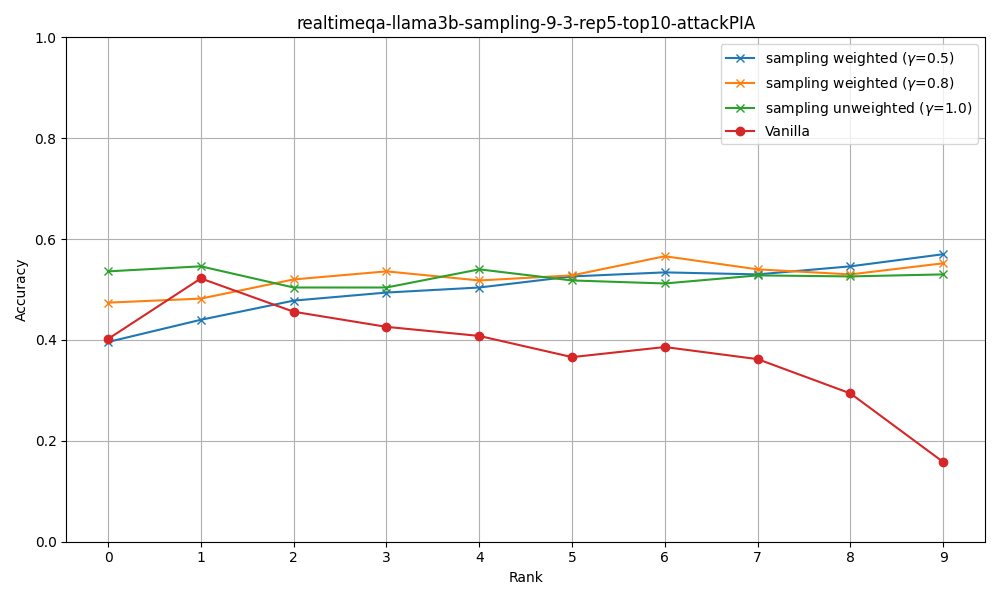 realtimeqa-llama3b-sampling-9-3-rep5-top10-attackPIA
sampling weighted (γ=0.5)
sampling weighted (γ=0.8)
sampling unweighted (γ=1.0)
Vanilla
1.0
0.8
0.6
0.4
0.2
0.0
Accuracy
0 1 2 3 4 5 6 7 8 9
Rank